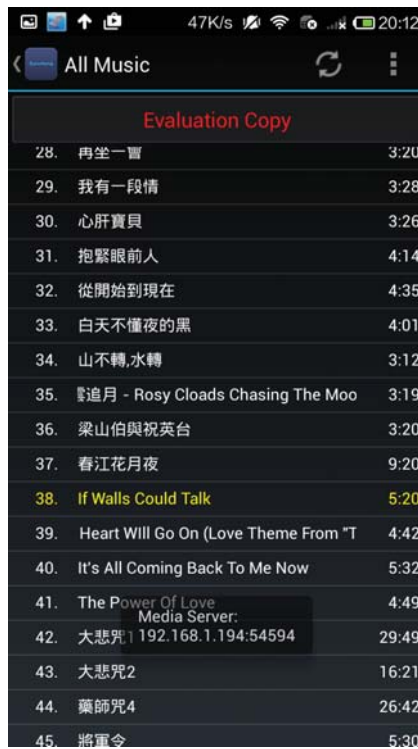 47K/s 20:12
All Music
Evaluation Copy
28. 再坐一會 3:20
29. 我有一段情 3:28
30. 心肝寶貝 3:26
31. 抱緊眼前人 4:14
32. 從開始到現在 4:35
33. 白天不懂夜的黑 4:01
34. 山不轉,水轉 3:12
35. 追月 - Rosy Cloads Chasing The Moo 3:19
36. 梁山伯與祝英台 3:20
37. 春江花月夜 9:20
38. If Walls Could Talk 5:20
39. Heart WIll Go On (Love Theme From "T 4:42
40. It's All Coming Back To Me Now 5:32
41. The Power Of Love 4:49
Media Server:
192.168.1.194:54594
42. 大悲咒1 29:49
43. 大悲咒2 16:21
44. 藥師咒4 26:42
45. 將軍令 5:30